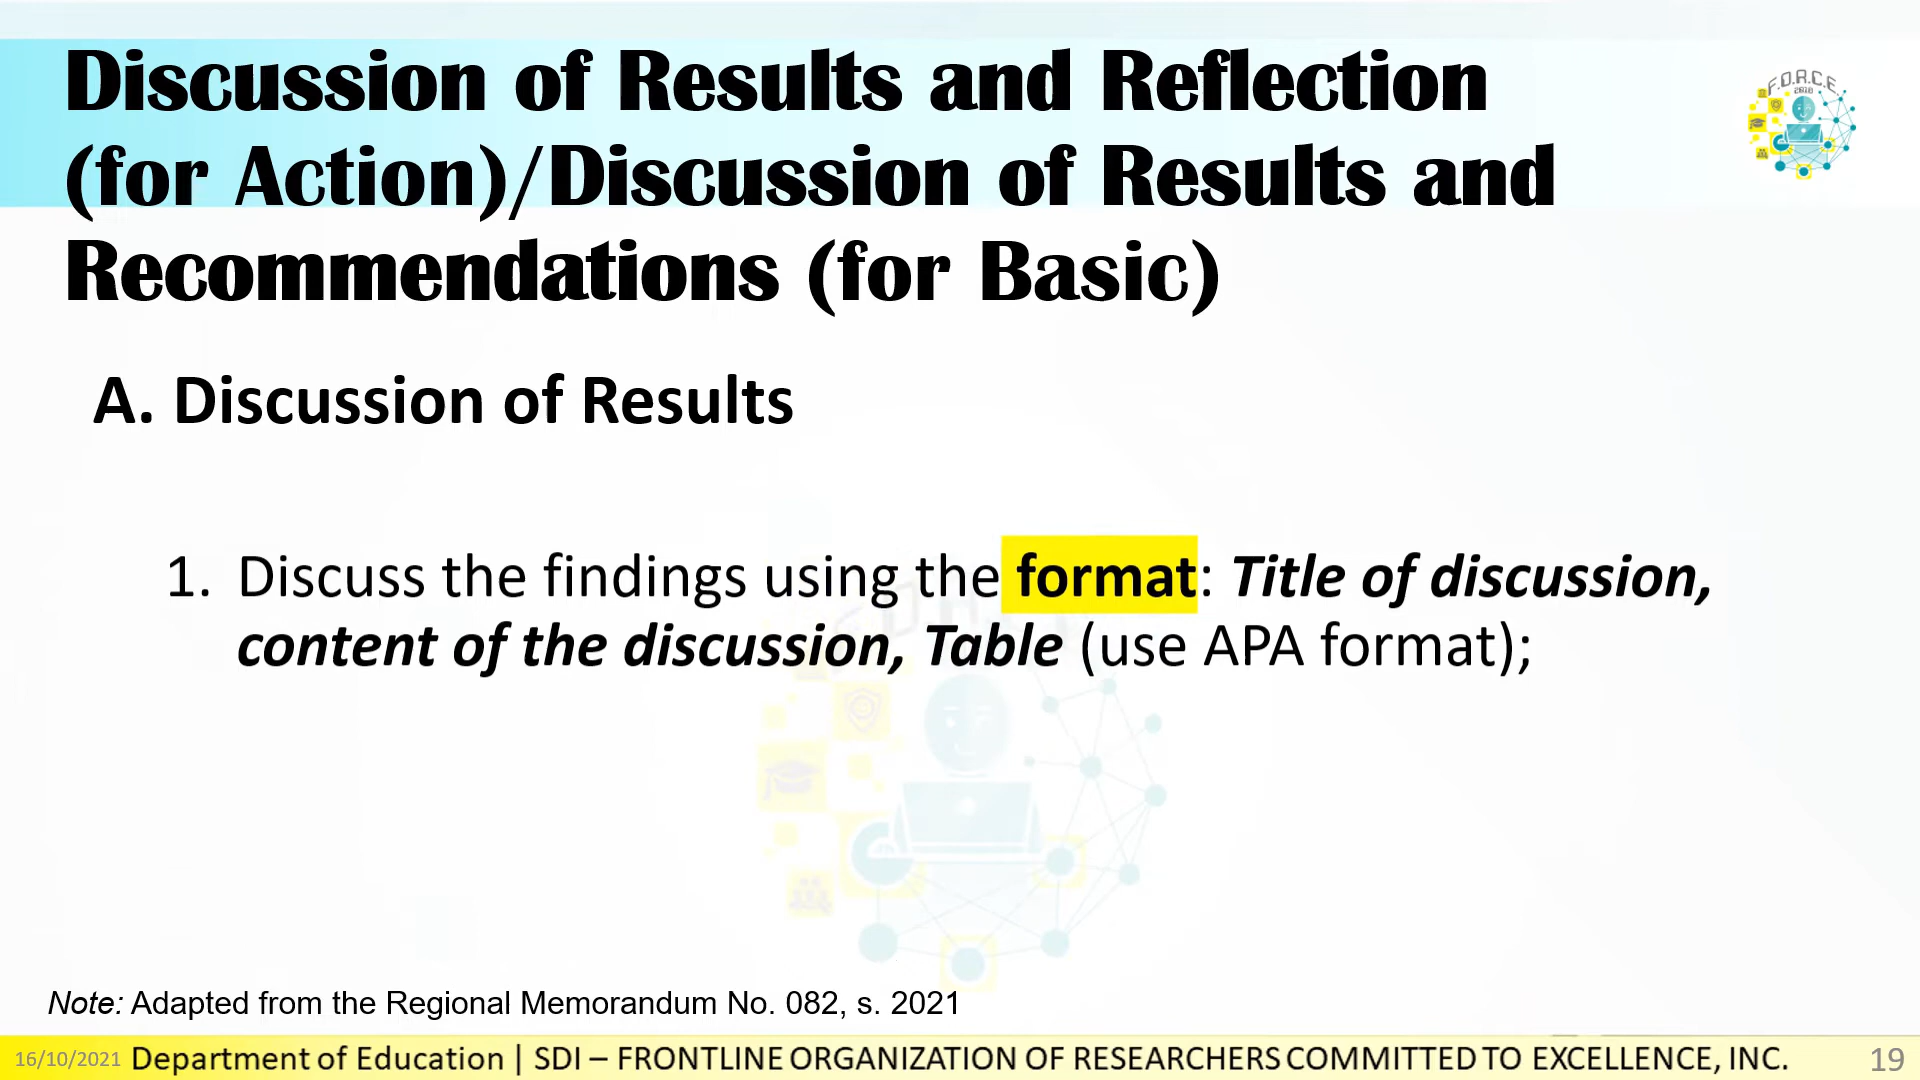 Discussion of Results and Reflection
(for Action)/Discussion of Results and
Recommendations (for Basic)
F.O.R.C.E.
2018
A. Discussion of Results
1. Discuss the findings using the format: Title of discussion,
content of the discussion, Table (use APA format);
Note: Adapted from the Regional Memorandum No. 082, s. 2021
16/10/2021 Department of Education | SDI – FRONTLINE ORGANIZATION OF RESEARCHERS COMMITTED TO EXCELLENCE, INC. 19